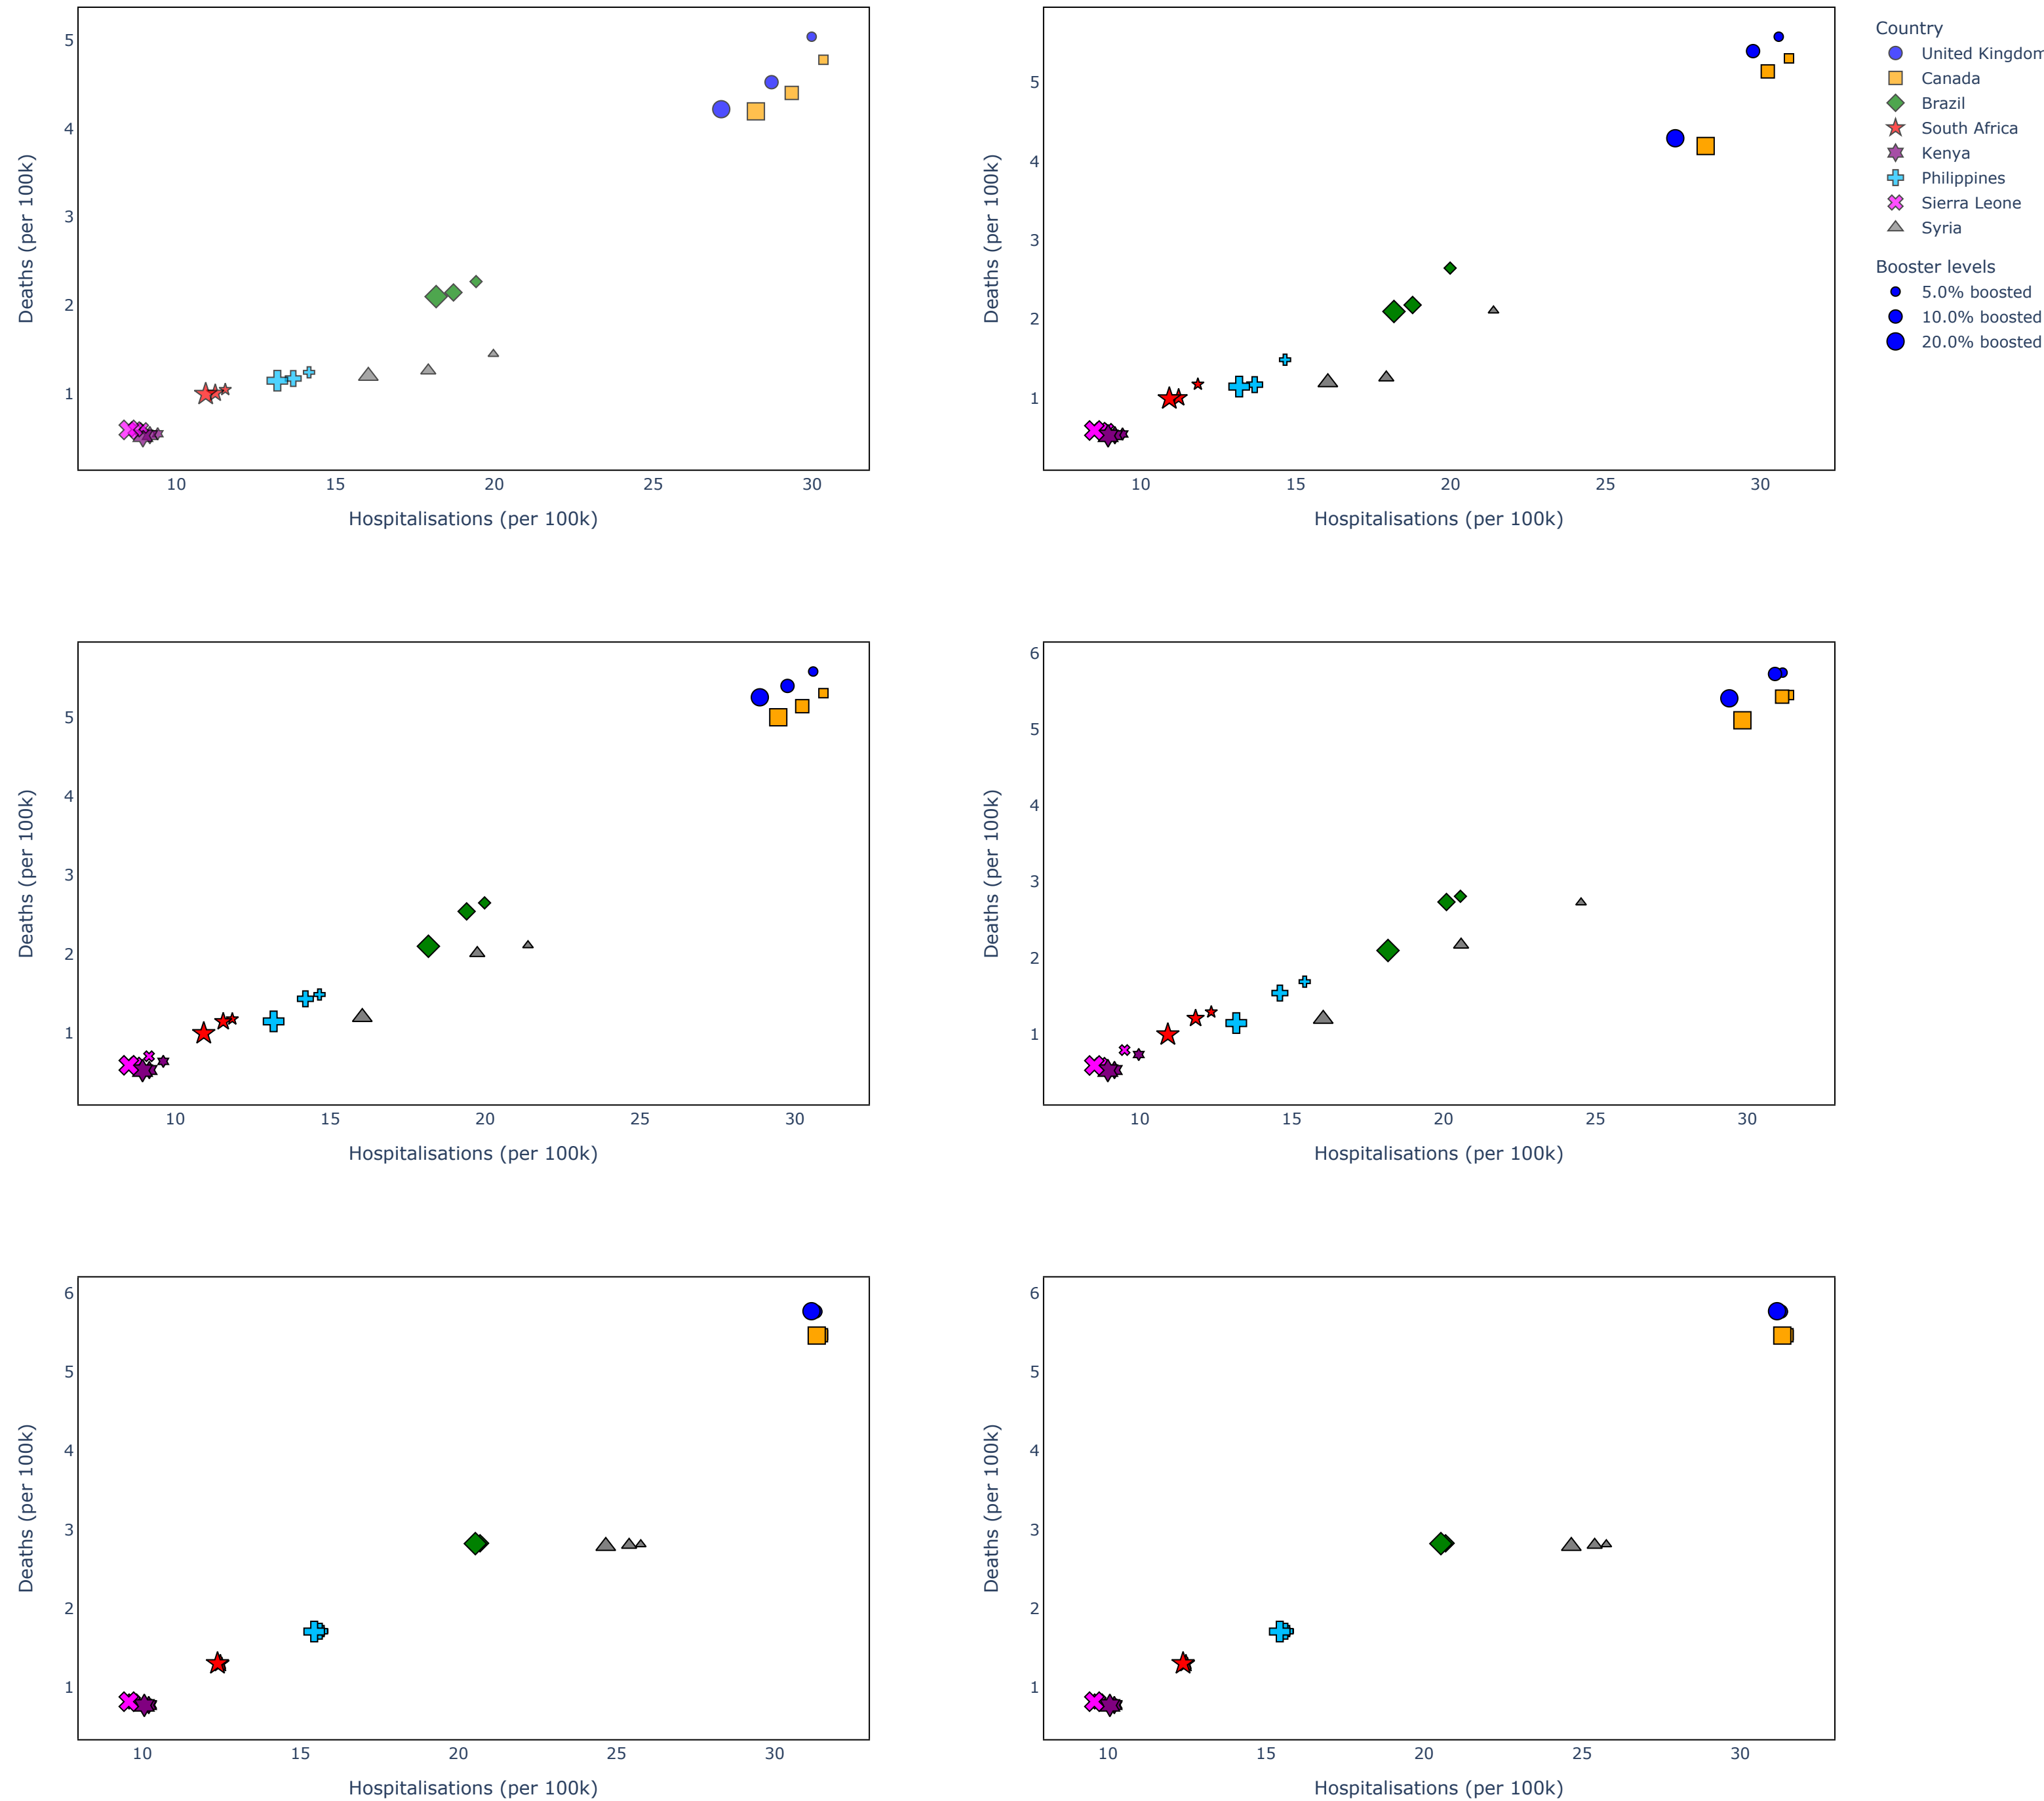 5
4
3
2
1
Deaths (per 100k)
10 15 20 25 30
Hospitalisations (per 100k)
5
4
3
2
1
Deaths (per 100k)
10 15 20 25 30
Hospitalisations (per 100k)
Country
United Kingdom
Canada
Brazil
South Africa
Kenya
Philippines
Sierra Leone
Syria
Booster levels
5.0% boosted
10.0% boosted
20.0% boosted
5
4
3
2
1
Deaths (per 100k)
10 15 20 25 30
Hospitalisations (per 100k)
6
5
4
3
2
1
Deaths (per 100k)
10 15 20 25 30
Hospitalisations (per 100k)
6
5
4
3
2
1
Deaths (per 100k)
10 15 20 25 30
Hospitalisations (per 100k)
6
5
4
3
2
1
Deaths (per 100k)
10 15 20 25 30
Hospitalisations (per 100k)